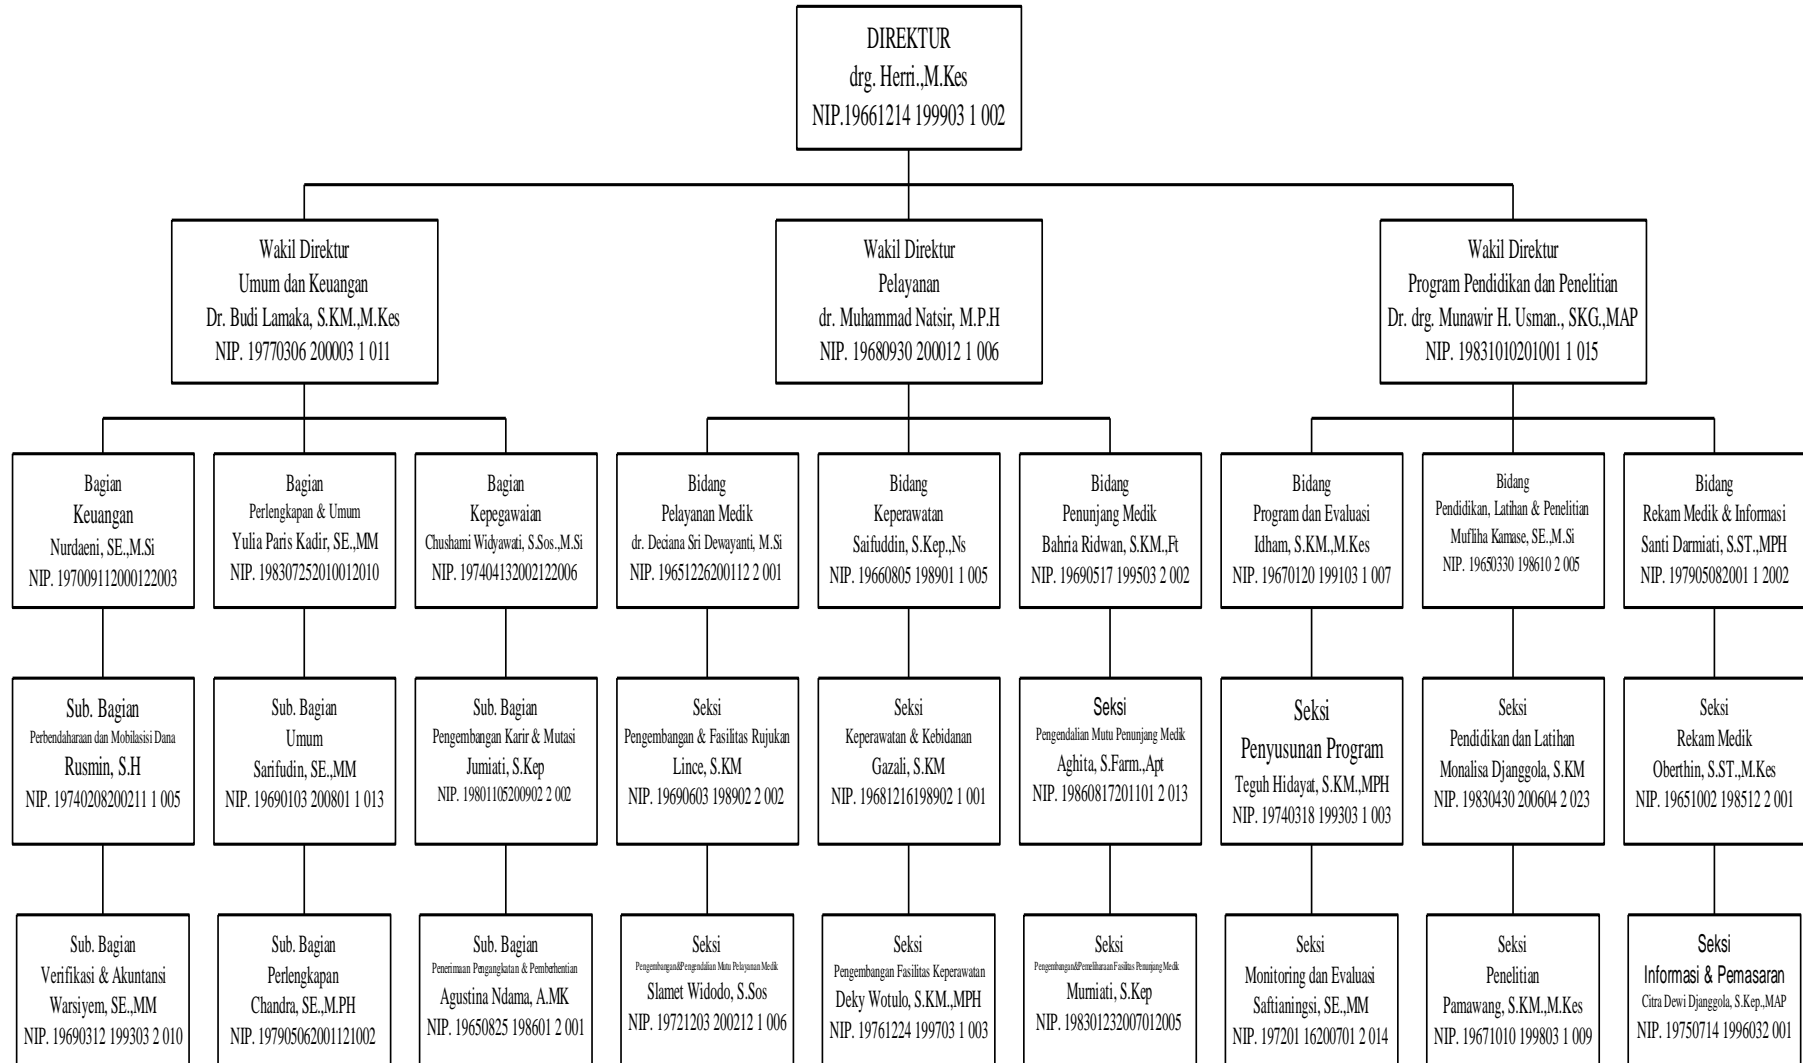 DIREKTUR
drg. Herri.,M.Kes
NIP.19661214 199903 1 002
Wakil Direktur
Umum dan Keuangan
Dr. Budi Lamaka, S.KM.,M.Kes
NIP. 19770306 200003 1 011
Wakil Direktur
Pelayanan
dr. Muhammad Natsir, M.P.H
NIP. 19680930 200012 1 006
Wakil Direktur
Program Pendidikan dan Penelitian
Dr. drg. Munawir H. Usman., SKG.,MAP
NIP. 19831010201001 1 015
Bagian
Keuangan
Nurdaeni, SE.,M.Si
NIP. 197009112000122003
Bagian
Perlengkapan & Umum
Yulia Paris Kadir, SE.,MM
NIP. 198307252010012010
Bagian
Kepegawaian
Chushami Widyawati, S.Sos.,M.Si
NIP. 197404132002122006
Bidang
Pelayanan Medik
dr. Deciana Sri Dewayanti, M.Si
NIP. 19651226200112 2 001
Bidang
Keperawatan
Saifuddin, S.Kep.,Ns
NIP. 19660805 198901 1 005
Bidang
Penunjang Medik
Bahria Ridwan, S.KM.,Ft
NIP. 19690517 199503 2 002
Bidang
Program dan Evaluasi
Idham, S.KM.,M.Kes
NIP. 19670120 199103 1 007
Bidang
Pendidikan, Latihan & Penelitian
Mufliha Kamase, SE.,M.Si
NIP. 19650330 198610 2 005
Bidang
Rekam Medik & Informasi
Santi Darmiati, S.ST.,MPH
NIP. 197905082001 1 2002
Sub. Bagian
Perbendaharaan dan Mobilasisi Dana
Rusmin, S.H
NIP. 19740208200211 1 005
Sub. Bagian
Umum
Sarifudin, SE.,MM
NIP. 19690103 200801 1 013
Sub. Bagian
Pengembangan Karir & Mutasi
Jumiati, S.Kep
NIP. 19801105200902 2 002
Seksi
Pengembangan & Fasilitas Rujukan
Lince, S.KM
NIP. 19690603 198902 2 002
Seksi
Keperawatan & Kebidanan
Gazali, S.KM
NIP. 19681216198902 1 001
Seksi
Pengendalian Mutu Penunjang Medik
Aghita, S.Farm.,Apt
NIP. 19860817201101 2 013
Seksi
Penyusunan Program
Teguh Hidayat, S.KM.,MPH
NIP. 19740318 199303 1 003
Seksi
Pendidikan dan Latihan
Monalisa Djanggola, S.KM
NIP. 19830430 200604 2 023
Seksi
Rekam Medik
Oberthin, S.ST.,M.Kes
NIP. 19651002 198512 2 001
Sub. Bagian
Verifikasi & Akuntansi
Warsiyem, SE.,MM
NIP. 19690312 199303 2 010
Sub. Bagian
Perlengkapan
Chandra, SE.,M.PH
NIP. 197905062001121002
Sub. Bagian
Penerimaan Pengangkatan & Pemberhentian
Agustina Ndama, A.MK
NIP. 19650825 198601 2 001
Seksi
Pengembangan&Pengendalian Mutu Pelayanan Medik
Slamet Widodo, S.Sos
NIP. 19721203 200212 1 006
Seksi
Pengembangan Fasilitas Keperawatan
Deky Wotulo, S.KM.,MPH
NIP. 19761224 199703 1 003
Seksi
Pengembangan&Pemeliharaan Fasilitas Penunjang Medik
Murniati, S.Kep
NIP. 198301232007012005
Seksi
Monitoring dan Evaluasi
Saftianingsi, SE.,MM
NIP. 197201 16200701 2 014
Seksi
Penelitian
Pamawang, S.KM.,M.Kes
NIP. 19671010 199803 1 009
Seksi
Informasi & Pemasaran
Citra Dewi Djanggola, S.Kep.,MAP
NIP. 19750714 1996032 001